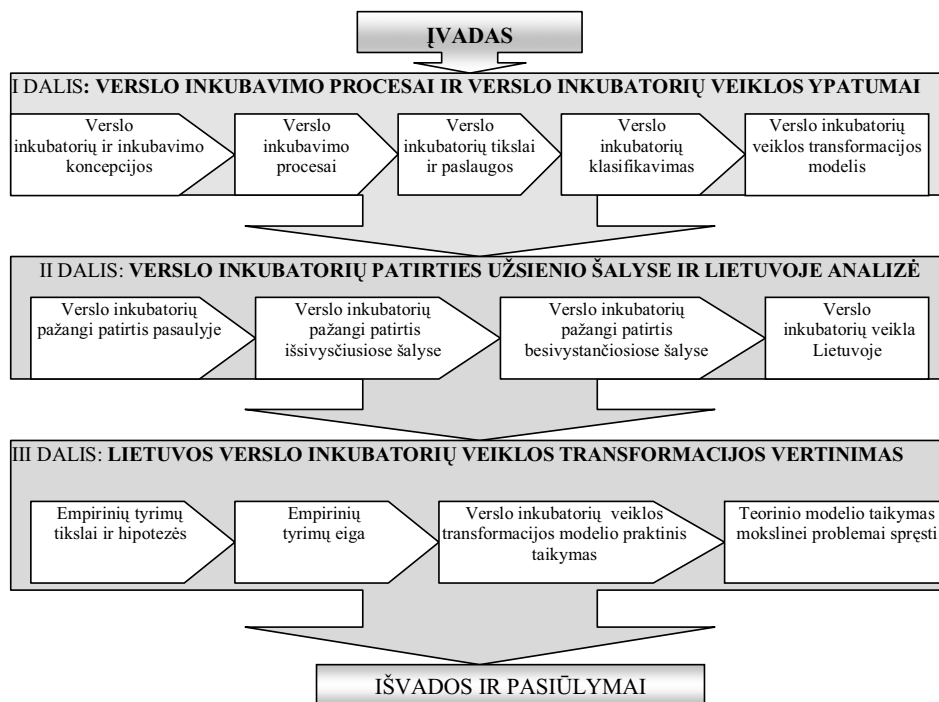 ĮVADAS
I DALIS: VERSLO INKUBAVIMO PROCESAI IR VERSLO INKUBATORIŲ VEIKLOS YPATUMAI
Verslo
inkubatorių ir inkubavimo
koncepcijos
Verslo
inkubavimo
procesai
Verslo
inkubatorių tikslai
ir paslaugos
Verslo
inkubatorių
klasifikavimas
Verslo inkubatorių
veiklos transformacijos
modelis
II DALIS: VERSLO INKUBATORIŲ PATIRTIES UŽSIENIO ŠALYSE IR LIETUVOJE ANALIZĖ
Verslo inkubatorių
pažangi patirtis pasaulyje
Verslo inkubatorių
pažangi patirtis
išsivysčiusiose šalyse
Verslo inkubatorių
pažangi patirtis
besivystančiosiose šalyse
Verslo
inkubatorių veikla
Lietuvoje
III DALIS: LIETUVOS VERSLO INKUBATORIŲ VEIKLOS TRANSFORMACIJOS VERTINIMAS
Empirinių tyrimų
tikslai ir hipotezės
Empirinių
tyrimų eiga
Verslo inkubatorių veiklos
transformacijos modelio praktinis
taikymas
Teorinio modelio taikymas
mokslinei problemai spręsti
IŠVADOS IR PASIŪLYMAI